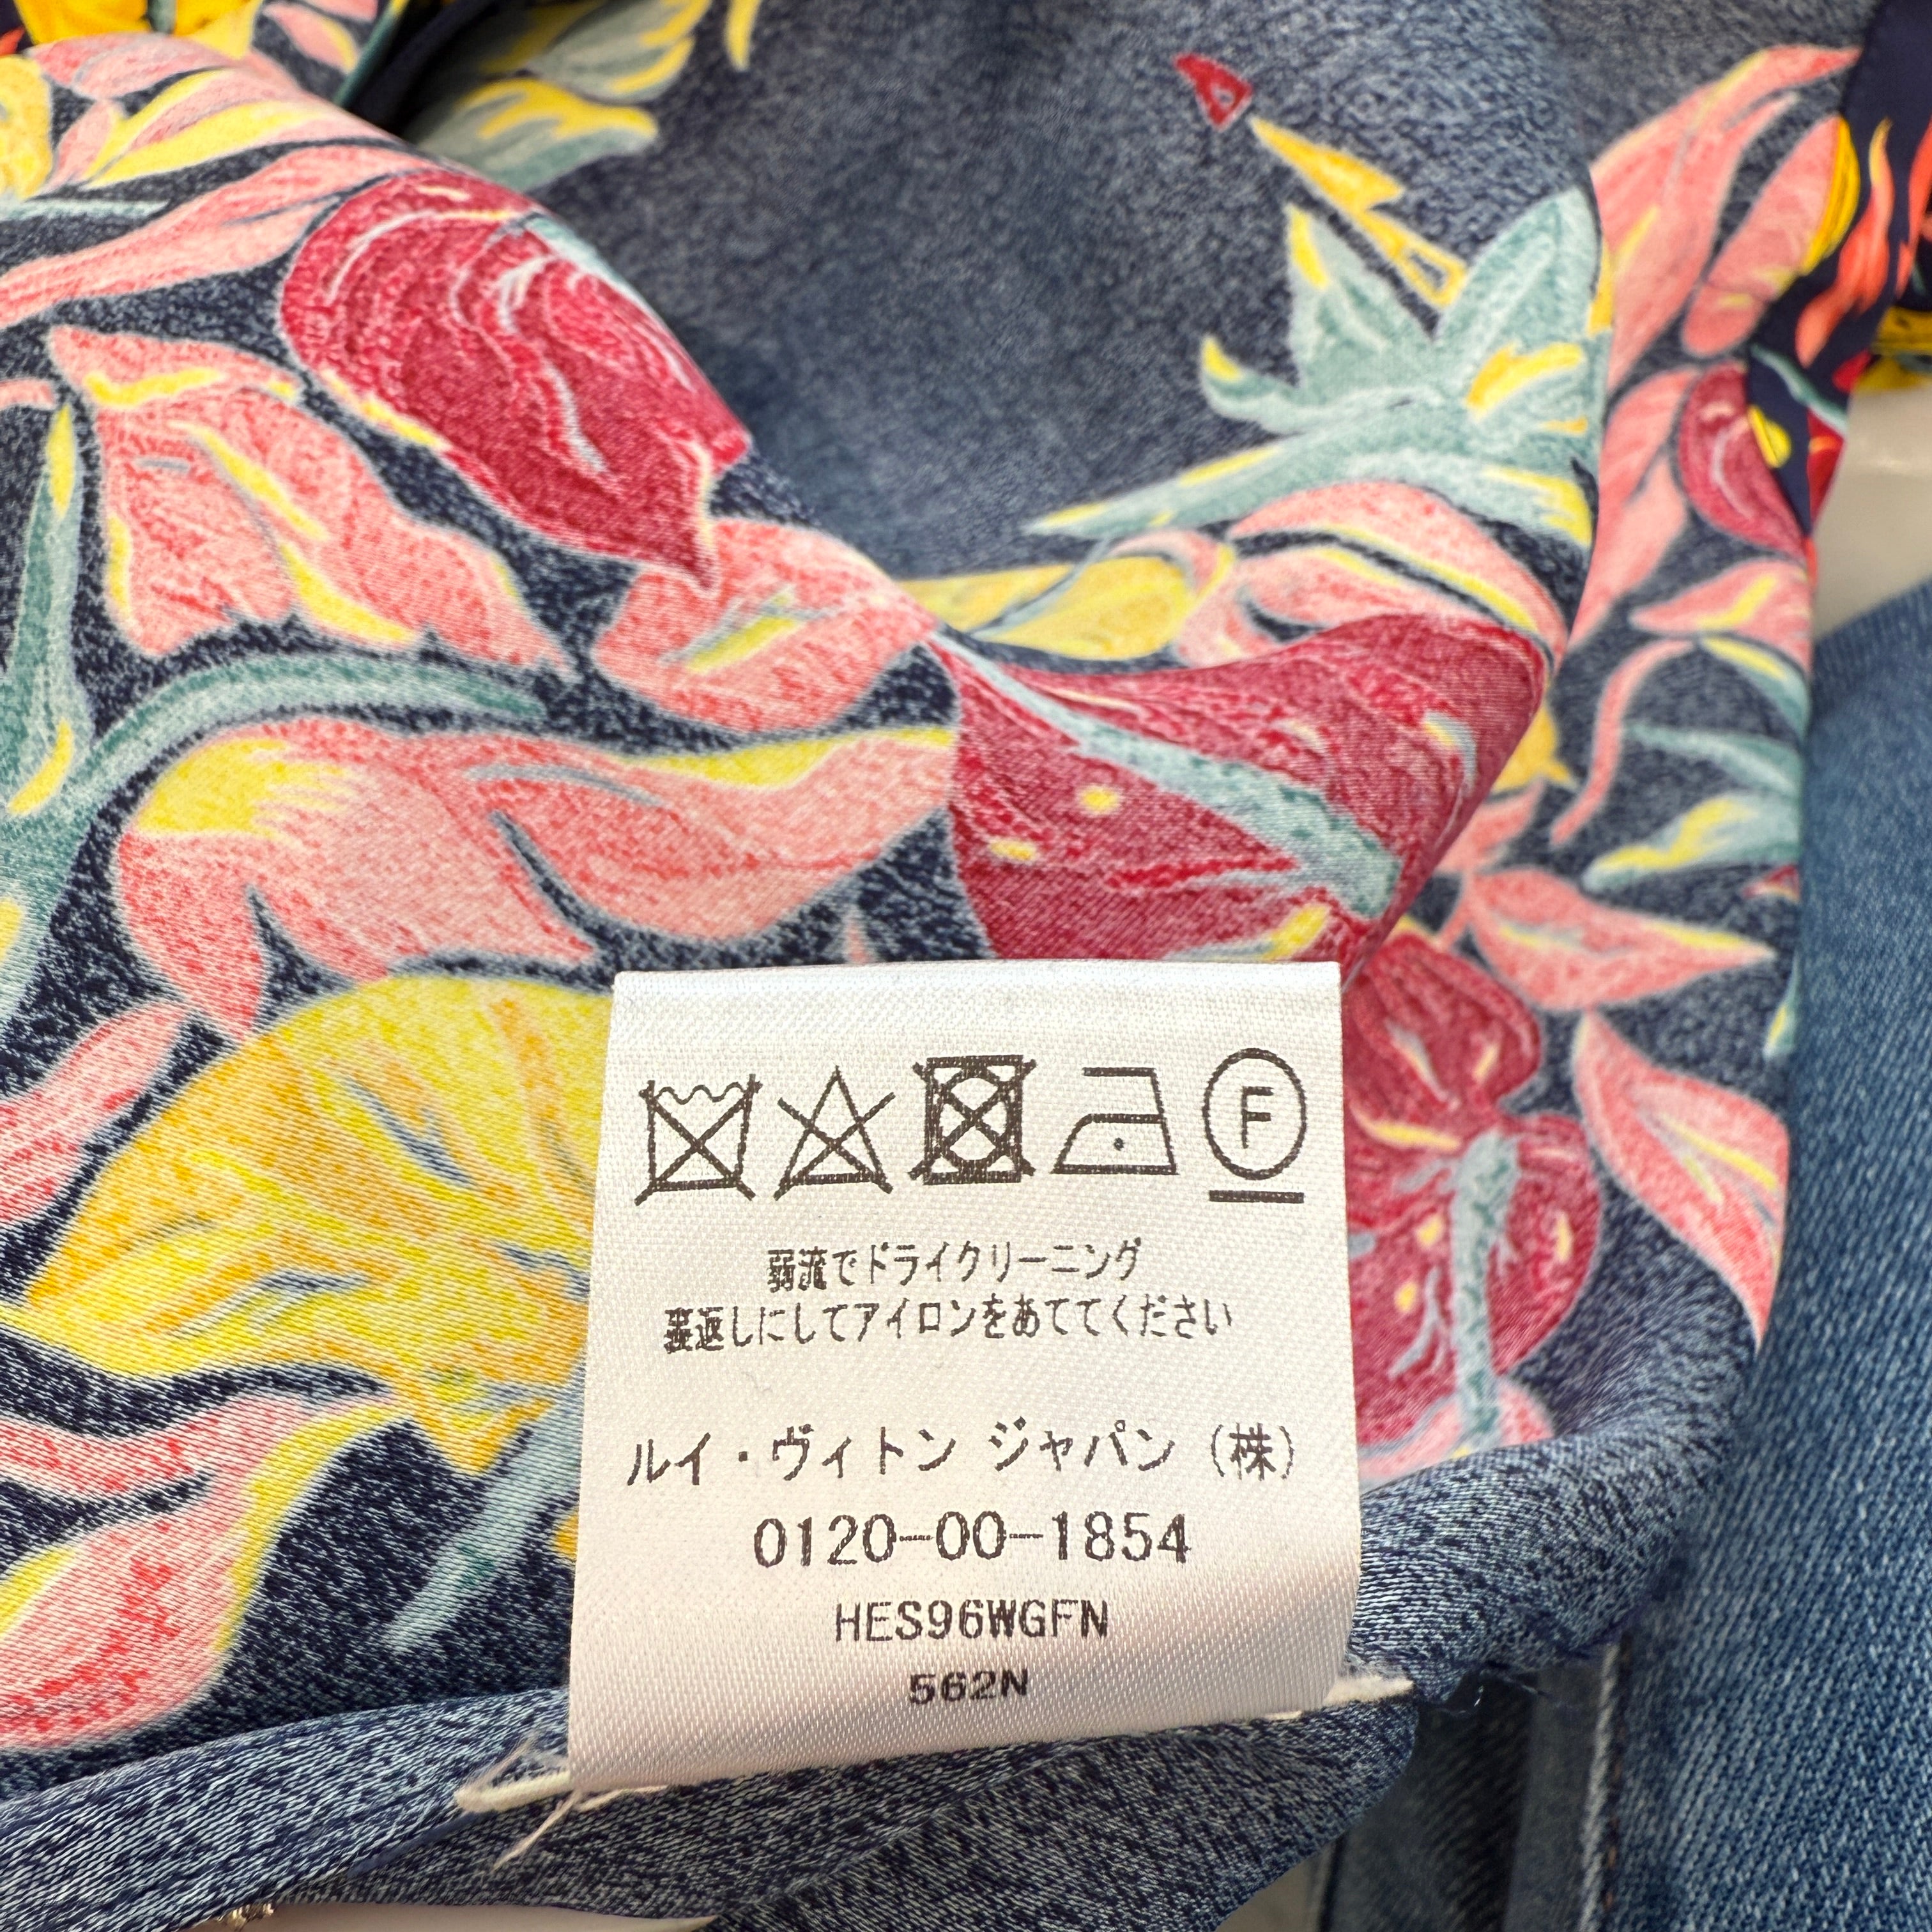 F
弱流でドライクリーニング
裏返しにしてアイロンをあててください
ルイ・ヴィトン ジャパン (株)
0120-00-1854
HES96WGFN
562N